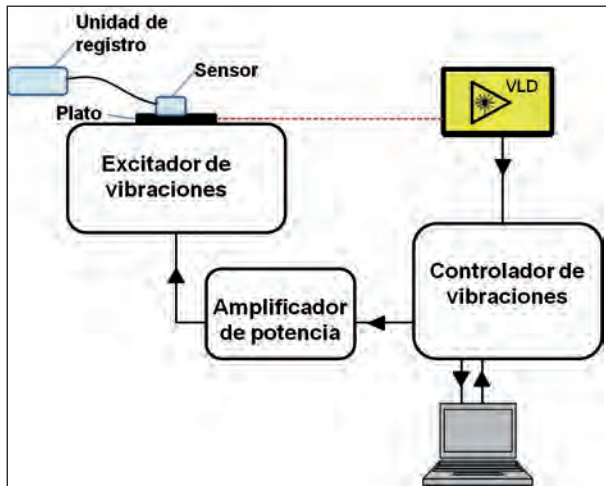 Unidad de
registro
Sensor
Plato
VLD
Excitador de
vibraciones
Controlador de
vibraciones
Amplificador
de potencia